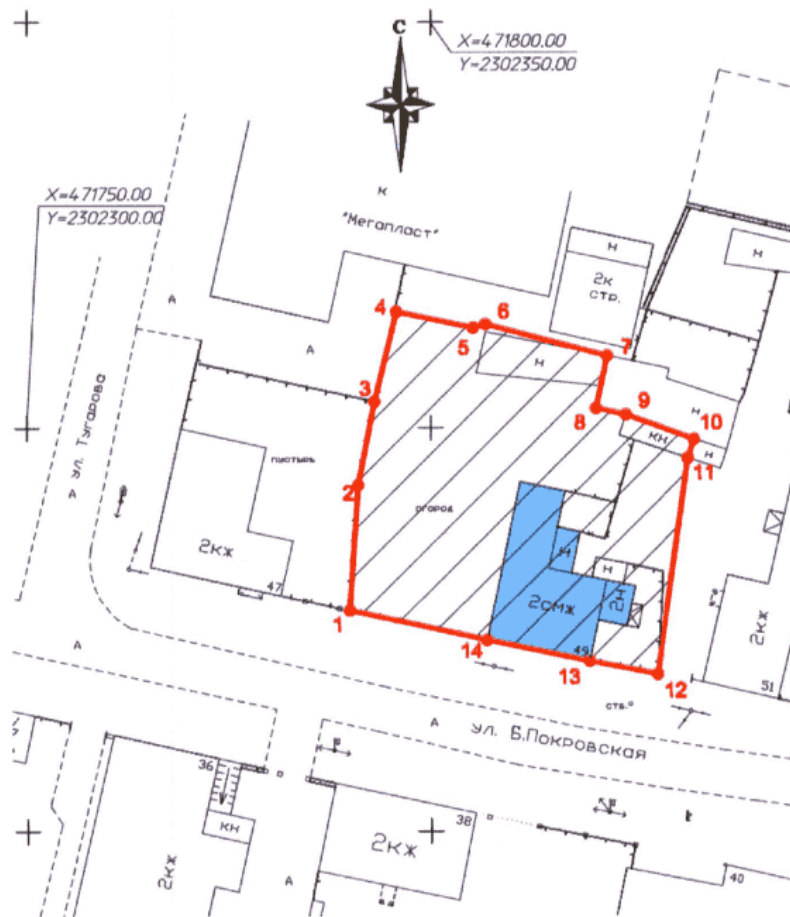 С
X=471800.00
Y=2302350.00
X=471750.00
Y=2302300.00
К
"Мегапласт"
Н
Н
2К
СТР.
А
4
6
5
7
А
Н
3
8
9
Н
10
КН
Н
11
ул. Тугарова
пустырь
А
2
огород
2КЖ
Н
Н
2Н
2СМЖ
47
1
14
49
13
12
2КЖ
51
СТБ.
А
А
ул. Б.Покровская
36
38
КН
2КЖ
2КЖ
А
40